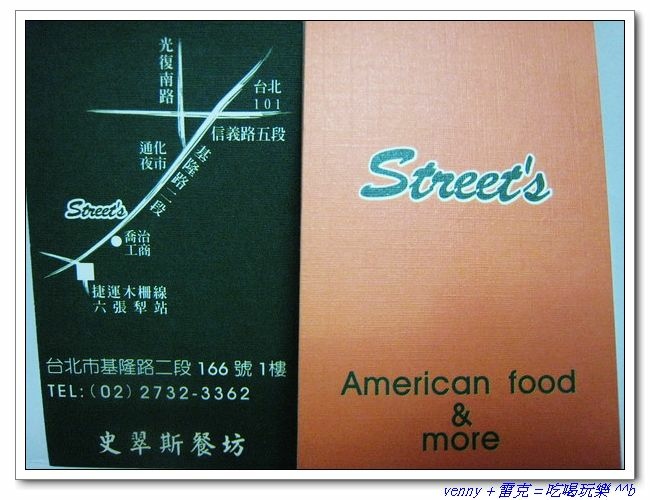 光復南路
台北
101
信義路五段
通化
夜市
基隆路二段
Street's
喬治
工商
捷運木柵線
六張犁站
台北市基隆路二段 166 號 1樓
TEL:(02) 2732-3362
史翠斯餐坊
Street's
American food
&
more
venny + 雷克 = 吃喝玩樂 ^^b